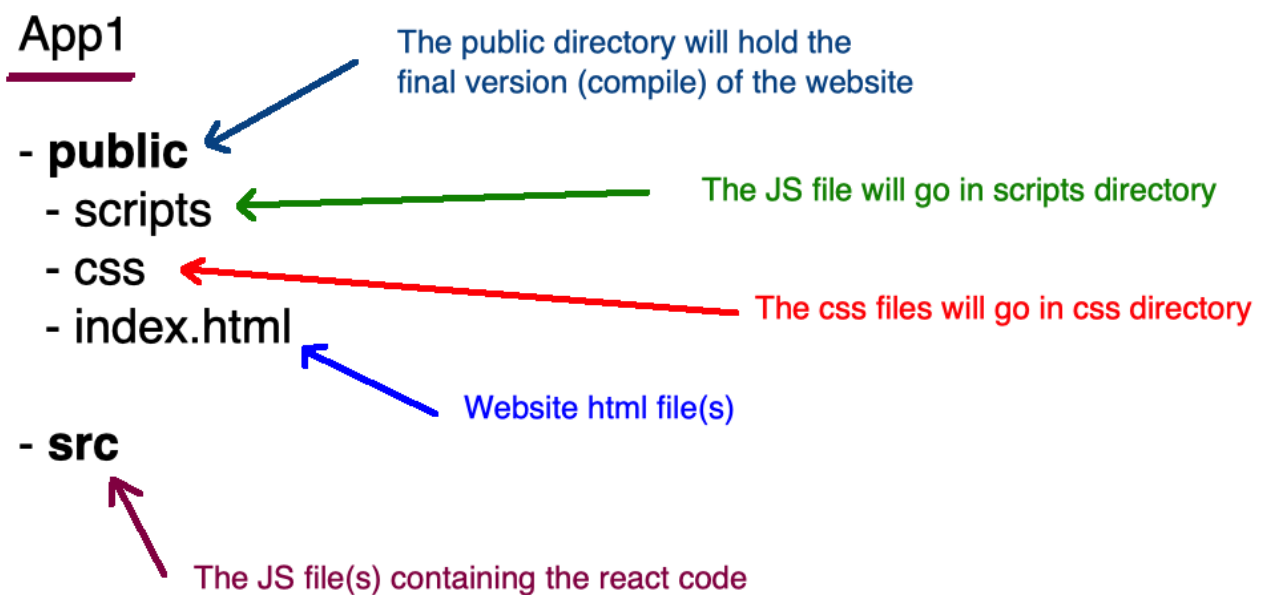 App1
The public directory will hold the
final version (compile) of the website
- public
- scripts
The JS file will go in scripts directory
- css
The css files will go in css directory
- index.html
Website html file(s)
- src
The JS file(s) containing the react code